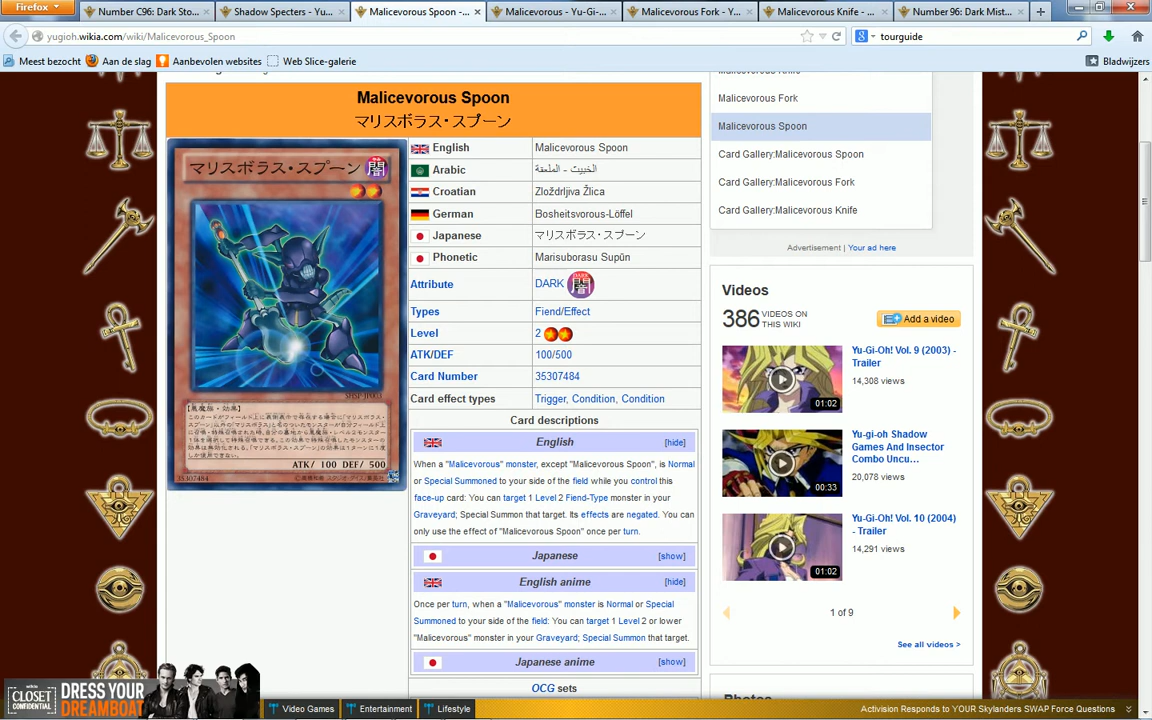 Firefox
Number C96: Dark Sto...
Shadow Specters - Yu...
Malicevorous Spoon -...
Malicevorous - Yu-Gi-...
Malicevorous Fork - Y...
Malicevorous Knife - ...
Number 96: Dark Mist...
yugioh.wikia.com/wiki/Malicevorous_Spoon
tourguide
Meest bezocht
Aan de slag
Aanbevolen websites
Web Slice-galerie
Bladwijzers
Malicevorous Spoon
マリスボラス・スプーン
マリスボラス・スプーン
闇
SHSP-JP003
【悪魔族・効果】
ATK/ 100 DEF/ 500
35307484
English Malicevorous Spoon
Arabic الخبيث - الملعقة
Croatian Zloždrljiva Žlica
German Bosheitsvorous-Löffel
Japanese マリスボラス・スプーン
Phonetic Marisuborasu Supūn
Attribute DARK
Types Fiend/Effect
Level 2
ATK/DEF 100/500
Card Number 35307484
Card effect types Trigger, Condition, Condition
Card descriptions
English [hide]
When a "Malicevorous" monster, except "Malicevorous Spoon", is Normal
or Special Summoned to your side of the field while you control this
face-up card: You can target 1 Level 2 Fiend-Type monster in your
Graveyard; Special Summon that target. Its effects are negated. You can
only use the effect of "Malicevorous Spoon" once per turn.
Japanese [show]
English anime [hide]
Once per turn, when a "Malicevorous" monster is Normal or Special
Summoned to your side of the field: You can target 1 Level 2 or lower
"Malicevorous" monster in your Graveyard; Special Summon that target.
Japanese anime [show]
OCG sets
Malicevorous Knife
Malicevorous Fork
Malicevorous Spoon
Card Gallery:Malicevorous Spoon
Card Gallery:Malicevorous Fork
Card Gallery:Malicevorous Knife
Advertisement | Your ad here
Videos
386 VIDEOS ON
THIS WIKI
Add a video
Yu-Gi-Oh! Vol. 9 (2003) -
Trailer
14,308 views
01:02
Yu-gi-oh Shadow
Games And Insector
Combo Uncu...
20,078 views
00:33
Yu-Gi-Oh! Vol. 10 (2004)
- Trailer
14,291 views
01:02
1 of 9
See all videos >
Photos
CLOSET
CONFIDENTIAL
DRESS YOUR
DREAMBOAT
Video Games
Entertainment
Lifestyle
Activision Responds to YOUR Skylanders SWAP Force Questions